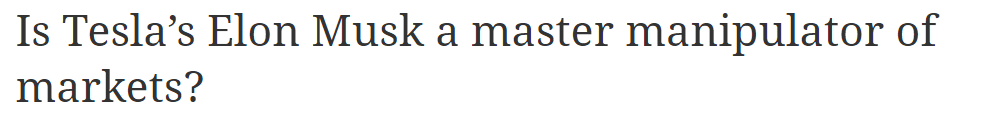 Is Tesla’s Elon Musk a master manipulator of
markets?